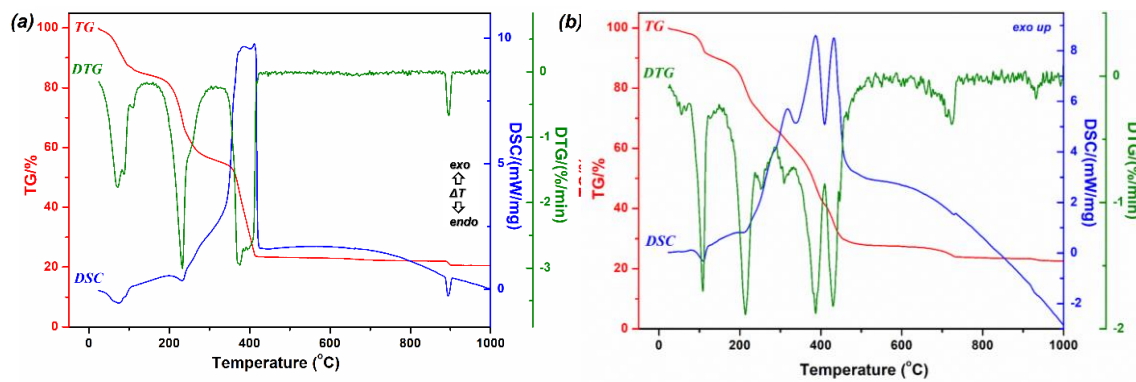 (a)
TG
DTG
DSC
100
80
60
40
20
0
TG/%
0
200
400
600
800
1000
Temperature (°C)
10
5
0
DSC/(mW/mg)
exo
ΔT
endo
0
-1
-2
-3
DTG/(%/min)
(b)
exo up
TG
DTG
DSC
100
80
60
40
20
0
TG/%
0
200
400
600
800
1000
Temperature (°C)
8
6
4
2
0
-2
DSC/(mW/mg)
0
-1
-2
DTG/(%/min)